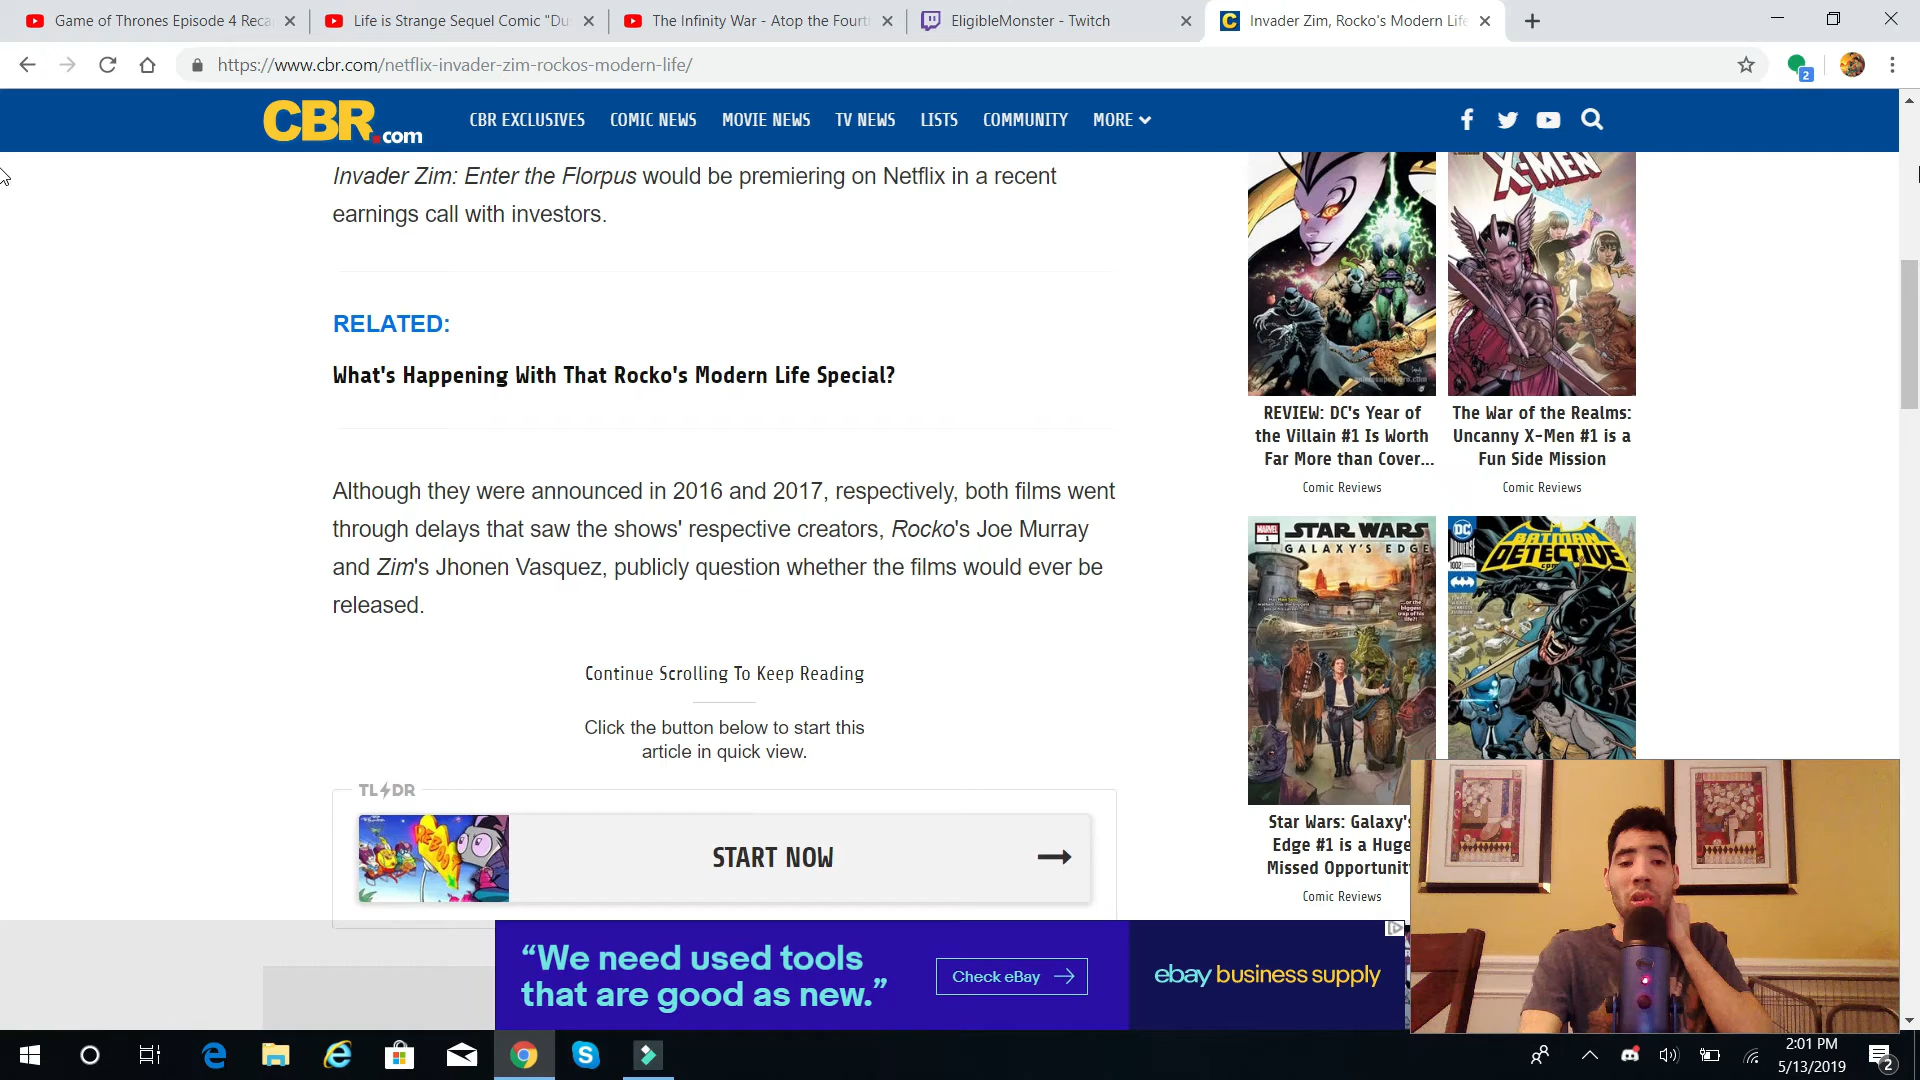 Game of Thrones Episode 4 Reca
Life is Strange Sequel Comic "Du
The Infinity War - Atop the Fourt
EligibleMonster - Twitch
Invader Zim, Rocko's Modern Life
https://www.cbr.com/netflix-invader-zim-rockos-modern-life/
2
CBR.com
CBR EXCLUSIVES
COMIC NEWS
MOVIE NEWS
TV NEWS
LISTS
COMMUNITY
MORE
Invader Zim: Enter the Florpus would be premiering on Netflix in a recent
earnings call with investors.
RELATED:
What's Happening With That Rocko's Modern Life Special?
Although they were announced in 2016 and 2017, respectively, both films went
through delays that saw the shows' respective creators, Rocko's Joe Murray
and Zim's Jhonen Vasquez, publicly question whether the films would ever be
released.
Continue Scrolling To Keep Reading
Click the button below to start this
article in quick view.
TL DR
REBOOT
START NOW
X-MEN
REVIEW: DC's Year of
the Villain #1 Is Worth
Far More than Cover...
Comic Reviews
The War of the Realms:
Uncanny X-Men #1 is a
Fun Side Mission
Comic Reviews
MARVEL
1
STAR WARS
GALAXY'S EDGE
DC
UNIVERSE
1002
BATMAN
DETECTIVE
Star Wars: Galaxy's
Edge #1 is a Huge
Missed Opportunity
Comic Reviews
“We need used tools
that are good as new.”
Check eBay
ebay business supply
2:01 PM
5/13/2019
2